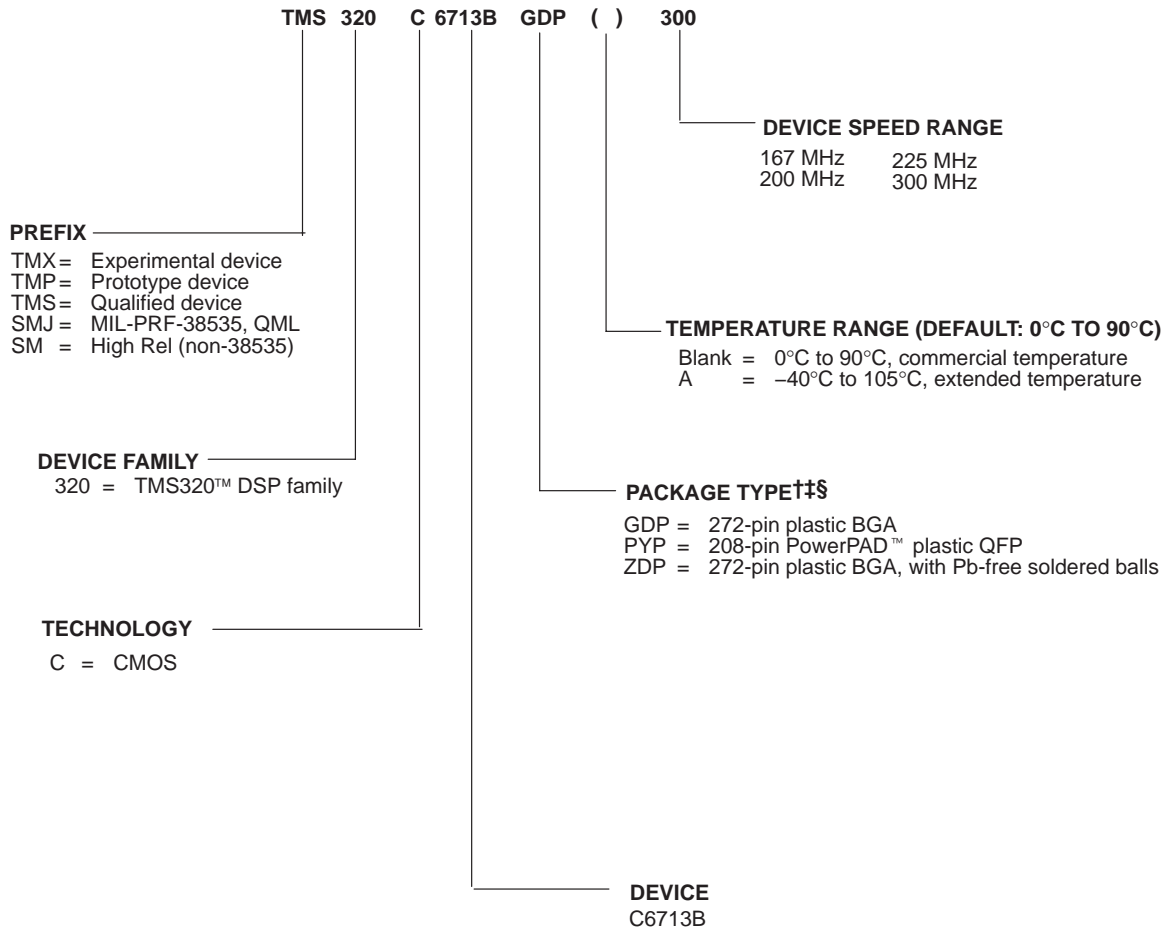 TMS 320 C 6713B GDP ( ) 300
DEVICE SPEED RANGE
167 MHz 225 MHz
200 MHz 300 MHz
PREFIX
TMX = Experimental device
TMP = Prototype device
TMS = Qualified device
SMJ = MIL-PRF-38535, QML
SM = High Rel (non-38535)
TEMPERATURE RANGE (DEFAULT: 0°C TO 90°C)
Blank = 0°C to 90°C, commercial temperature
A = −40°C to 105°C, extended temperature
DEVICE FAMILY
320 = TMS320™ DSP family
PACKAGE TYPE†‡§
GDP = 272-pin plastic BGA
PYP = 208-pin PowerPAD™ plastic QFP
ZDP = 272-pin plastic BGA, with Pb-free soldered balls
TECHNOLOGY
C = CMOS
DEVICE
C6713B